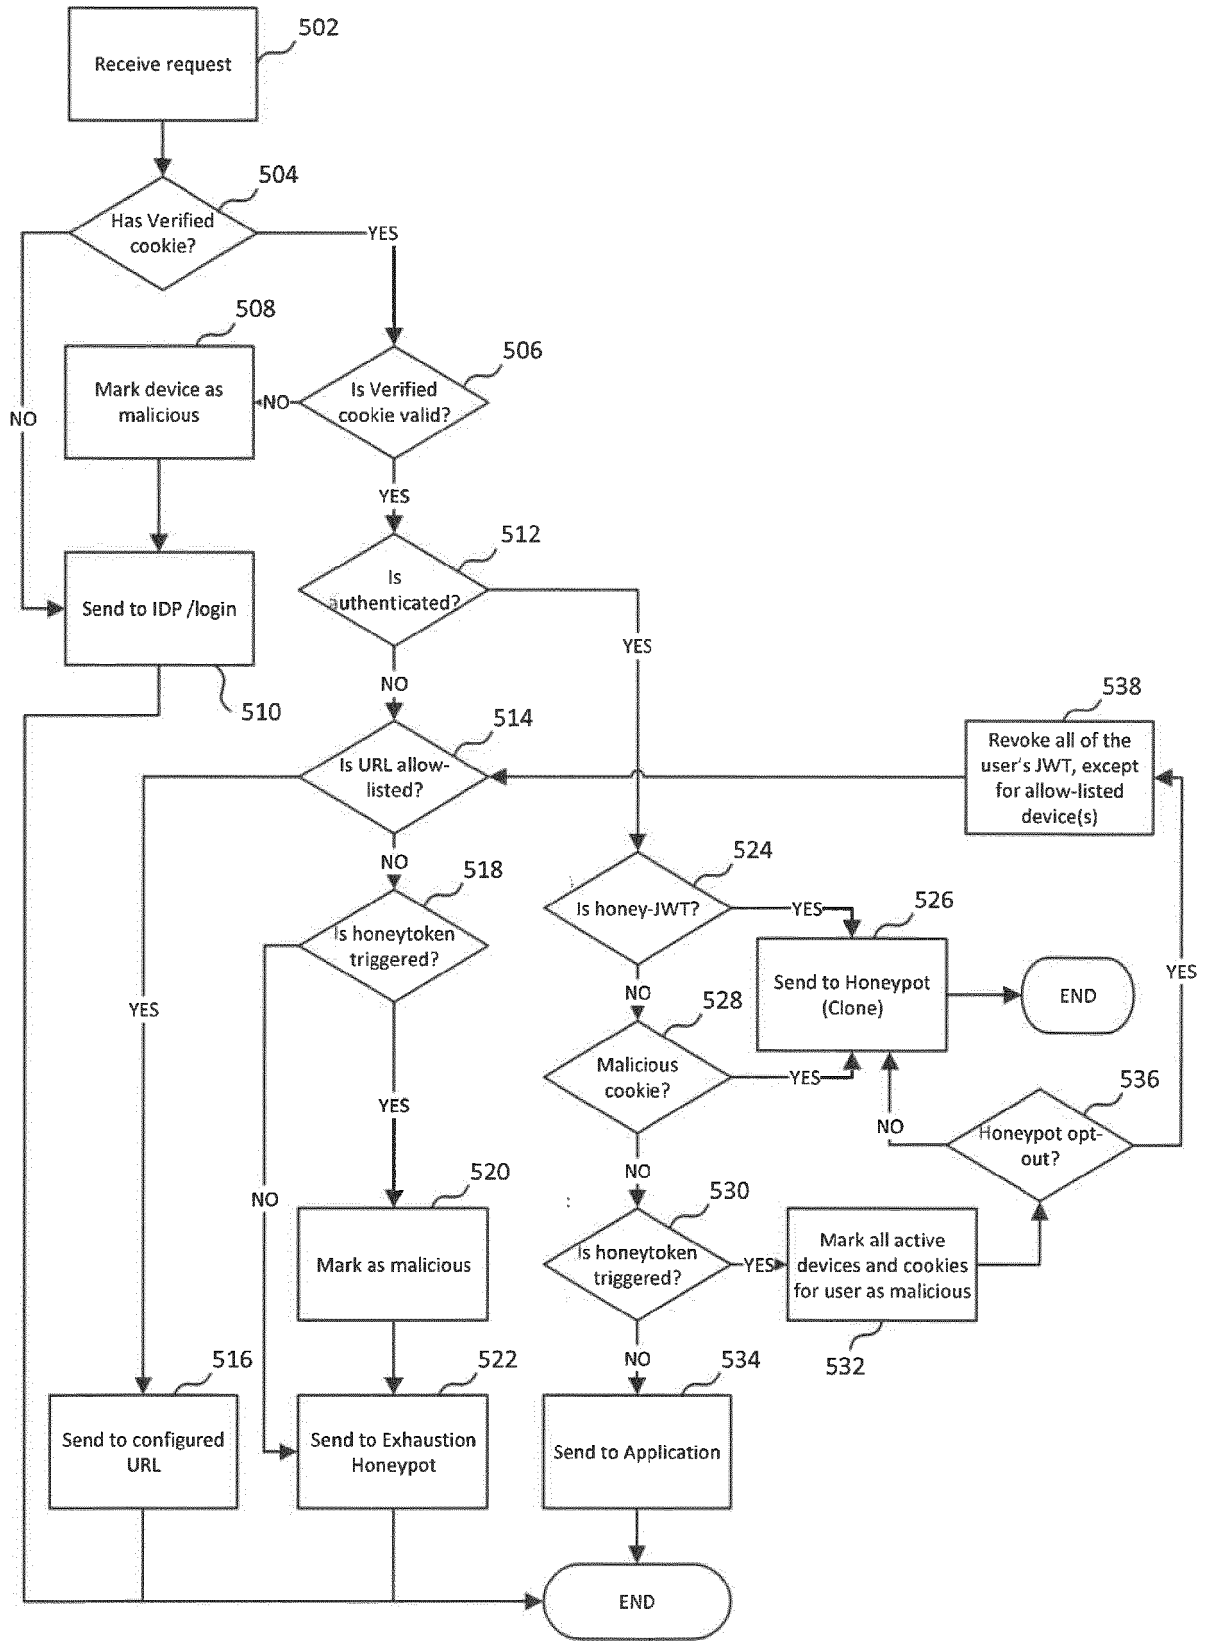 502
Receive request
504
Has Verified
cookie?
YES
NO
508
Mark device as
malicious
506
Is Verified
cookie valid?
NO
YES
512
Is
authenticated?
YES
NO
Send to IDP /login
510
514
Is URL allow-
listed?
538
Revoke all of the
user's JWT, except
for allow-listed
device(s)
NO
518
Is honeytoken
triggered?
YES
YES
NO
524
Is honey-JWT?
YES
526
Send to Honeypot
(Clone)
END
YES
NO
528
Malicious
cookie?
YES
NO
536
Honeypot opt-
out?
NO
530
Is honeytoken
triggered?
YES
Mark all active
devices and cookies
for user as malicious
532
520
Mark as malicious
NO
516
Send to configured
URL
522
Send to Exhaustion
Honeypot
534
Send to Application
END